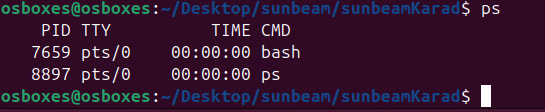 osboxes@osboxes:~/Desktop/sunbeam/sunbeamKarad$ ps
    PID TTY          TIME CMD
   7659 pts/0    00:00:00 bash
   8897 pts/0    00:00:00 ps
osboxes@osboxes:~/Desktop/sunbeam/sunbeamKarad$